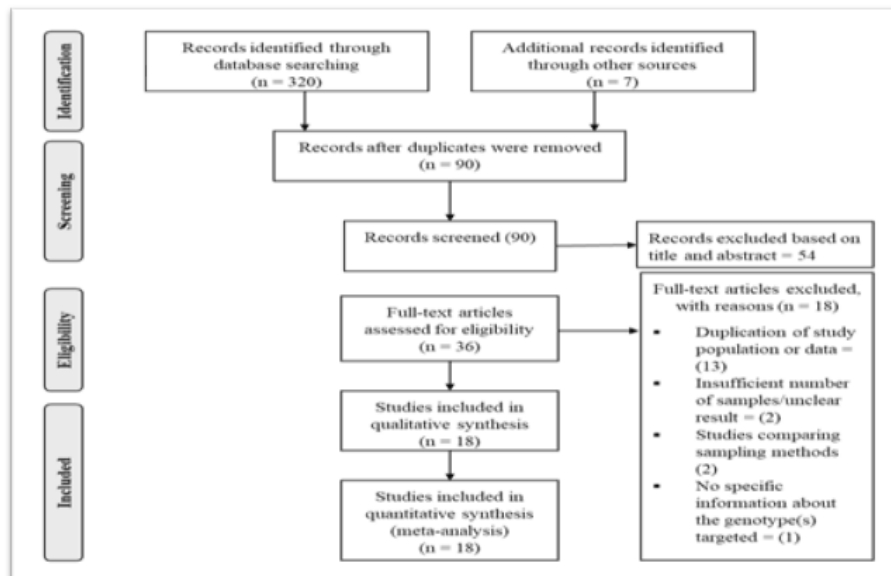 Identification
Records identified through
database searching
(n = 320)
Additional records identified
through other sources
(n = 7)
Screening
Records after duplicates were removed
(n = 90)
Records screened (90)
Records excluded based on
title and abstract = 54
Eligibility
Full-text articles
assessed for eligibility
(n = 36)
Full-text articles excluded,
with reasons (n = 18)
• Duplication of study
population or data =
(13)
• Insufficient number
of samples/unclear
result = (2)
• Studies comparing
sampling methods
(2)
• No specific
information about
the genotype(s)
targeted = (1)
Included
Studies included in
qualitative synthesis
(n = 18)
Studies included in
quantitative synthesis
(meta-analysis)
(n = 18)